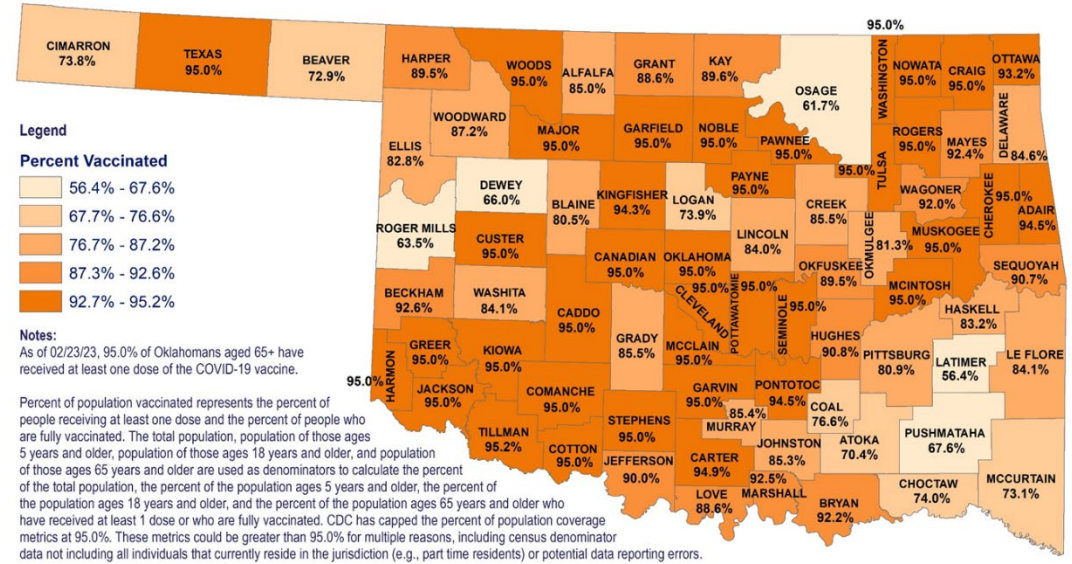 95.0%
CIMARRON
73.8%
TEXAS
95.0%
BEAVER
72.9%
HARPER
89.5%
WOODS
95.0%
ALFALFA
85.0%
GRANT
88.6%
KAY
89.6%
OSAGE
61.7%
WASHINGTON
NOWATA
95.0%
CRAIG
95.0%
OTTAWA
93.2%
Legend
Percent Vaccinated
56.4% - 67.6%
67.7% - 76.6%
76.7% - 87.2%
87.3% - 92.6%
92.7% - 95.2%
WOODWARD
87.2%
ELLIS
82.8%
MAJOR
95.0%
GARFIELD
95.0%
NOBLE
95.0%
PAWNEE
95.0%
95.0%
TULSA
ROGERS
95.0%
MAYES
92.4%
DELAWARE
84.6%
DEWEY
66.0%
BLAINE
80.5%
KINGFISHER
94.3%
LOGAN
73.9%
PAYNE
95.0%
CREEK
85.5%
WAGONER
92.0%
CHEROKEE
95.0%
ADAIR
94.5%
ROGER MILLS
63.5%
CUSTER
95.0%
CANADIAN
95.0%
OKLAHOMA
95.0%
LINCOLN
84.0%
OKMULGEE
81.3%
MUSKOGEE
95.0%
OKFUSKEE
89.5%
MCINTOSH
95.0%
SEQUOYAH
90.7%
BECKHAM
92.6%
WASHITA
84.1%
CADDO
95.0%
GRADY
85.5%
CLEVELAND
95.0%
POTTAWATOMIE
95.0%
SEMINOLE
95.0%
HUGHES
90.8%
PITTSBURG
80.9%
HASKELL
83.2%
LATIMER
56.4%
LE FLORE
84.1%
MCCLAIN
95.0%
Notes:
As of 02/23/23, 95.0% of Oklahomans aged 65+ have
received at least one dose of the COVID-19 vaccine.
95.0%
HARMON
GREER
95.0%
KIOWA
95.0%
JACKSON
95.0%
COMANCHE
95.0%
TILLMAN
95.2%
COTTON
95.0%
STEPHENS
95.0%
JEFFERSON
90.0%
GARVIN
95.0%
85.4%
MURRAY
PONTOTOC
94.5%
COAL
76.6%
ATOKA
70.4%
PUSHMATAHA
67.6%
JOHNSTON
85.3%
CARTER
94.9%
LOVE
88.6%
92.5%
MARSHALL
BRYAN
92.2%
CHOCTAW
74.0%
MCCURTAIN
73.1%
Percent of population vaccinated represents the percent of
people receiving at least one dose and the percent of people who
are fully vaccinated. The total population, population of those ages
5 years and older, population of those ages 18 years and older, and population
of those ages 65 years and older are used as denominators to calculate the percent
of the total population, the percent of the population ages 5 years and older, the percent of
the population ages 18 years and older, and the percent of the population ages 65 years and older who
have received at least 1 dose or who are fully vaccinated. CDC has capped the percent of population coverage
metrics at 95.0%. These metrics could be greater than 95.0% for multiple reasons, including census denominator
data not including all individuals that currently reside in the jurisdiction (e.g., part time residents) or potential data reporting errors.